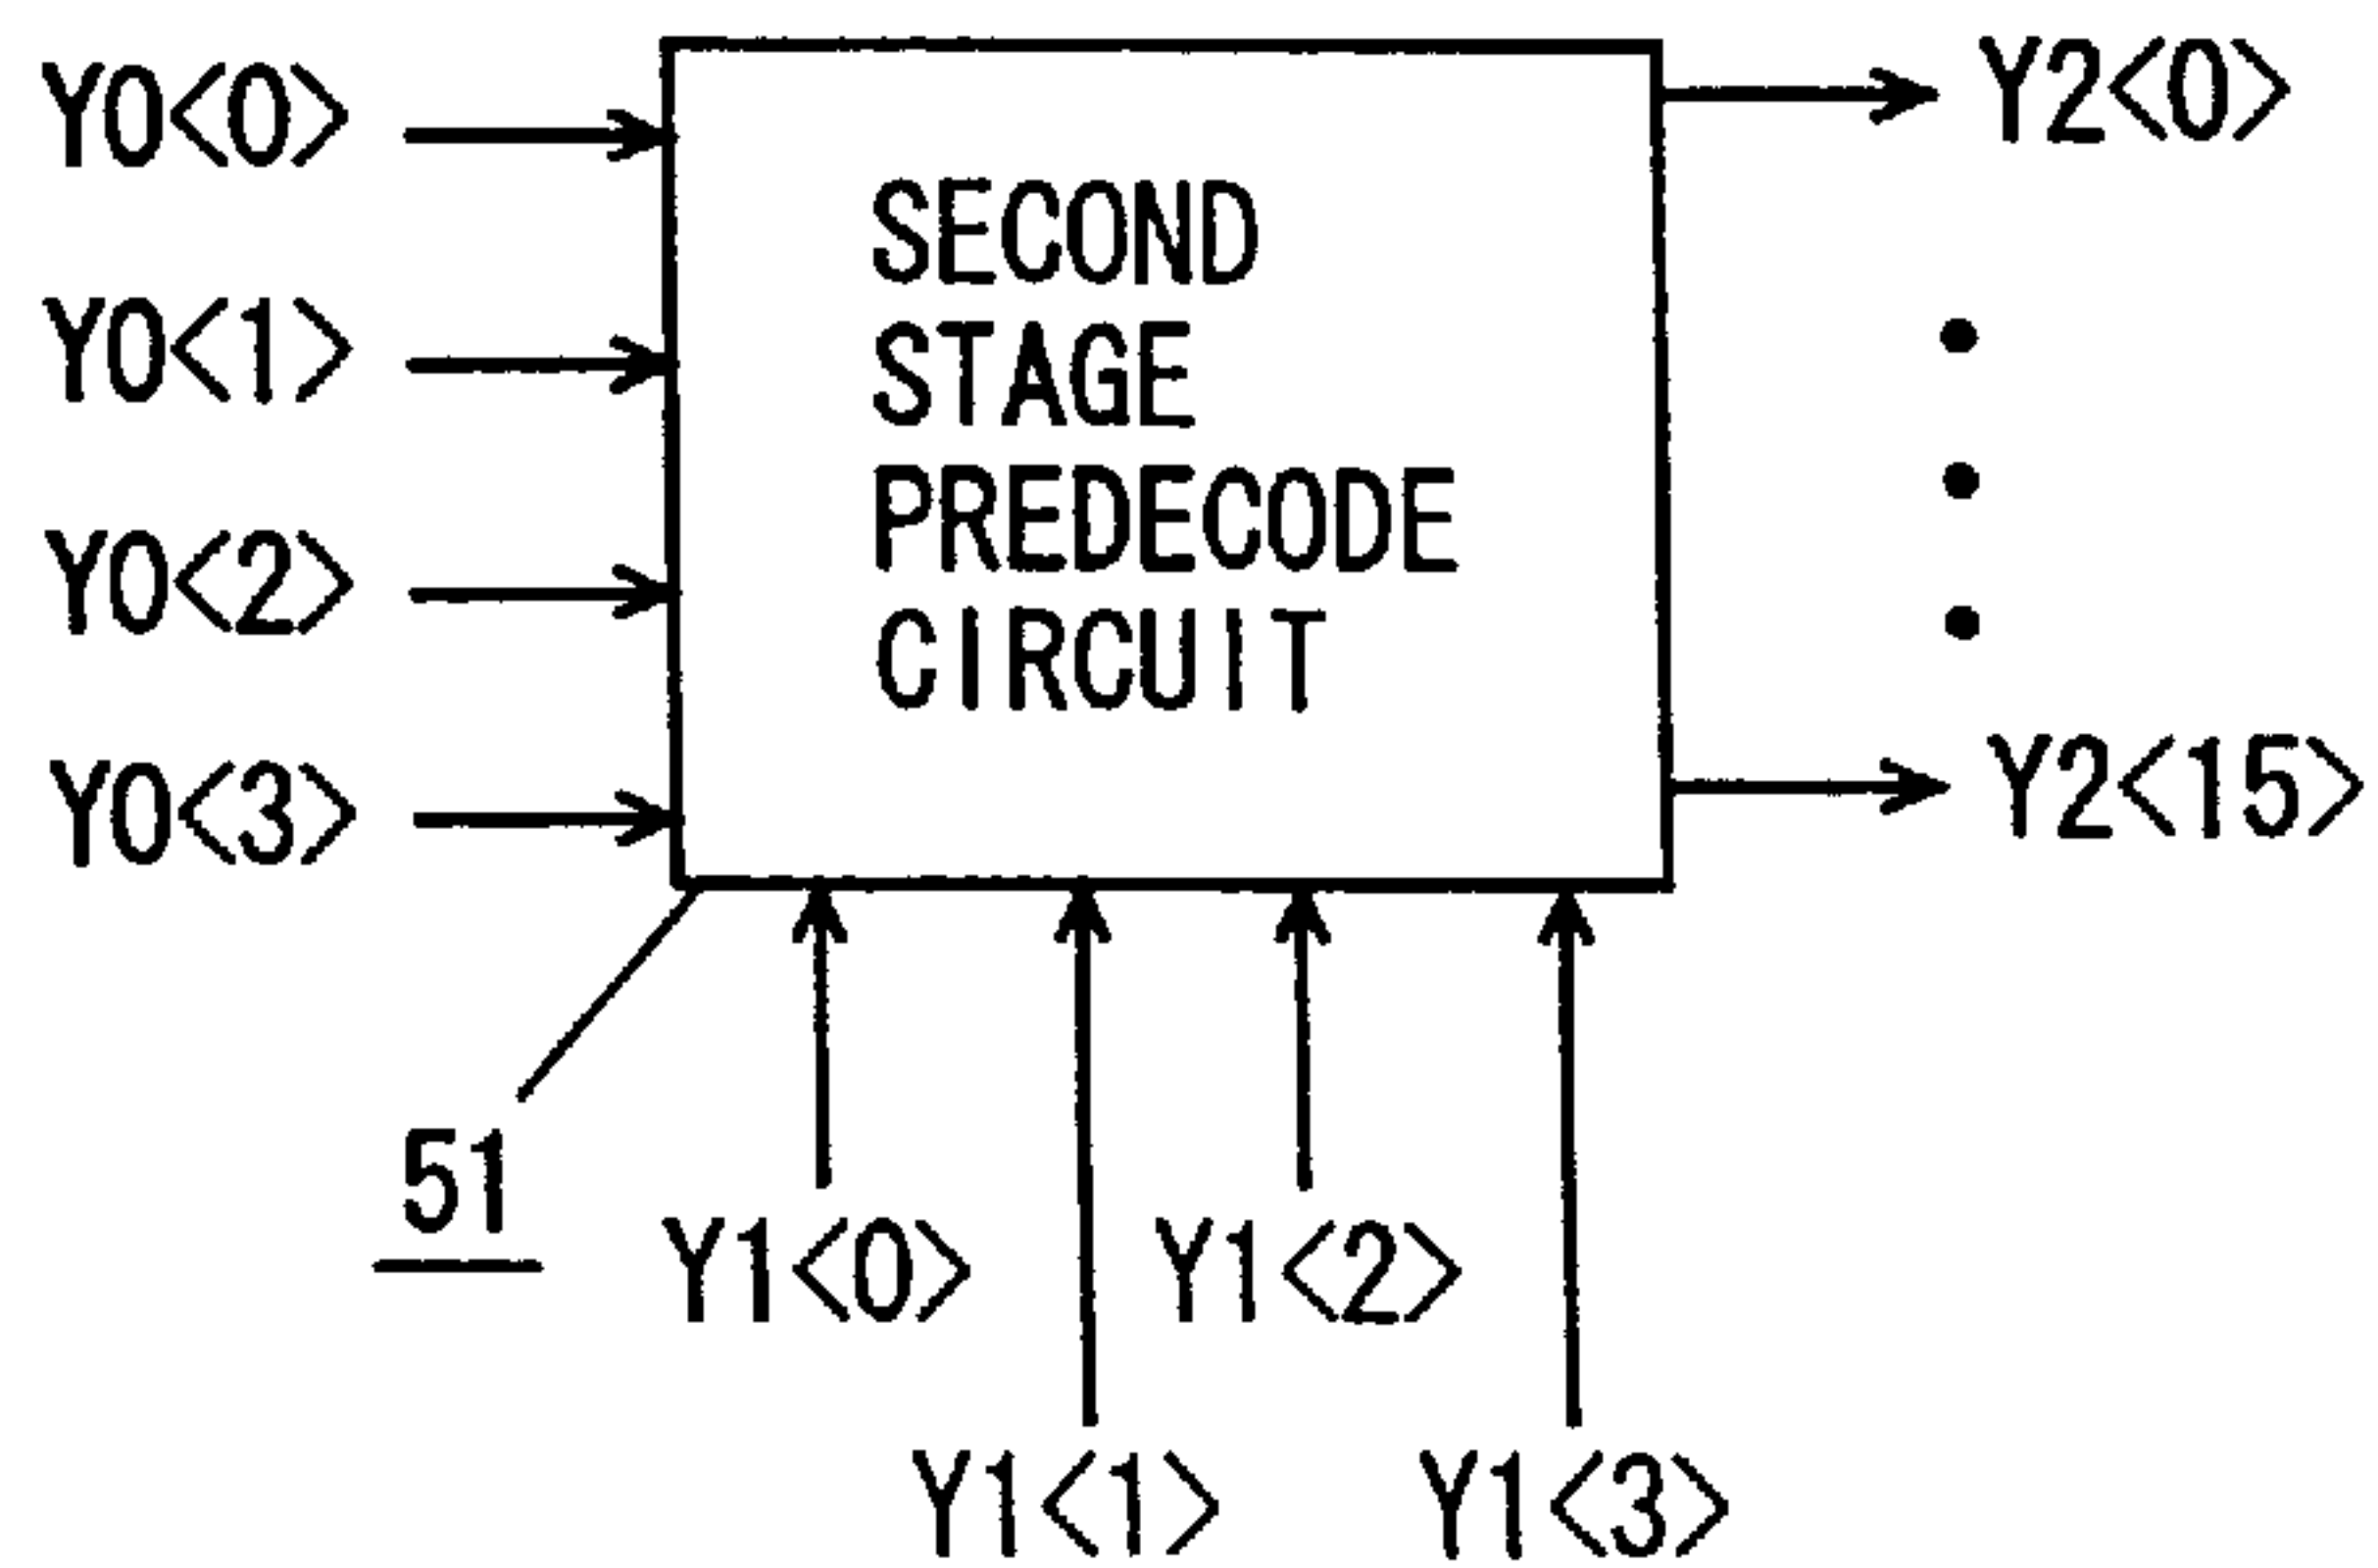 Y0<0>
Y0<1>
Y0<2>
Y0<3>
SECOND
STAGE
PREDECODE
CIRCUIT
Y2<0>
Y2<15>
51
Y1<0>
Y1<2>
Y1<1>
Y1<3>